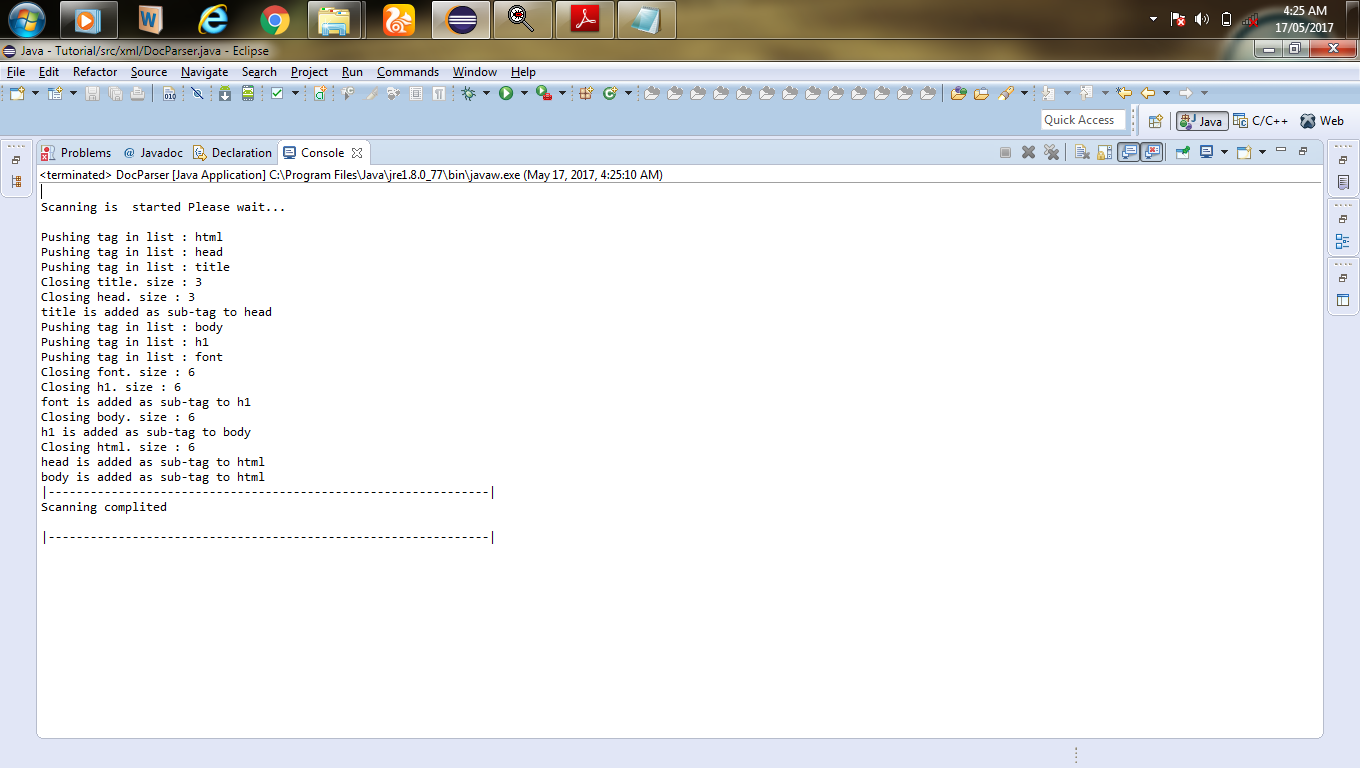 4:25 AM
17/05/2017
Java - Tutorial/src/xml/DocParser.java - Eclipse
File Edit Refactor Source Navigate Search Project Run Commands Window Help
Quick Access
Java
C/C++
Web
Problems
@ Javadoc
Declaration
Console
<terminated> DocParser [Java Application] C:\Program Files\Java\jre1.8.0_77\bin\javaw.exe (May 17, 2017, 4:25:10 AM)
Scanning is  started Please wait...
Pushing tag in list : html
Pushing tag in list : head
Pushing tag in list : title
Closing title. size : 3
Closing head. size : 3
title is added as sub-tag to head
Pushing tag in list : body
Pushing tag in list : h1
Pushing tag in list : font
Closing font. size : 6
Closing h1. size : 6
font is added as sub-tag to h1
Closing body. size : 6
h1 is added as sub-tag to body
Closing html. size : 6
head is added as sub-tag to html
body is added as sub-tag to html
|---------------------------------------------------------------|
Scanning complited
|---------------------------------------------------------------|